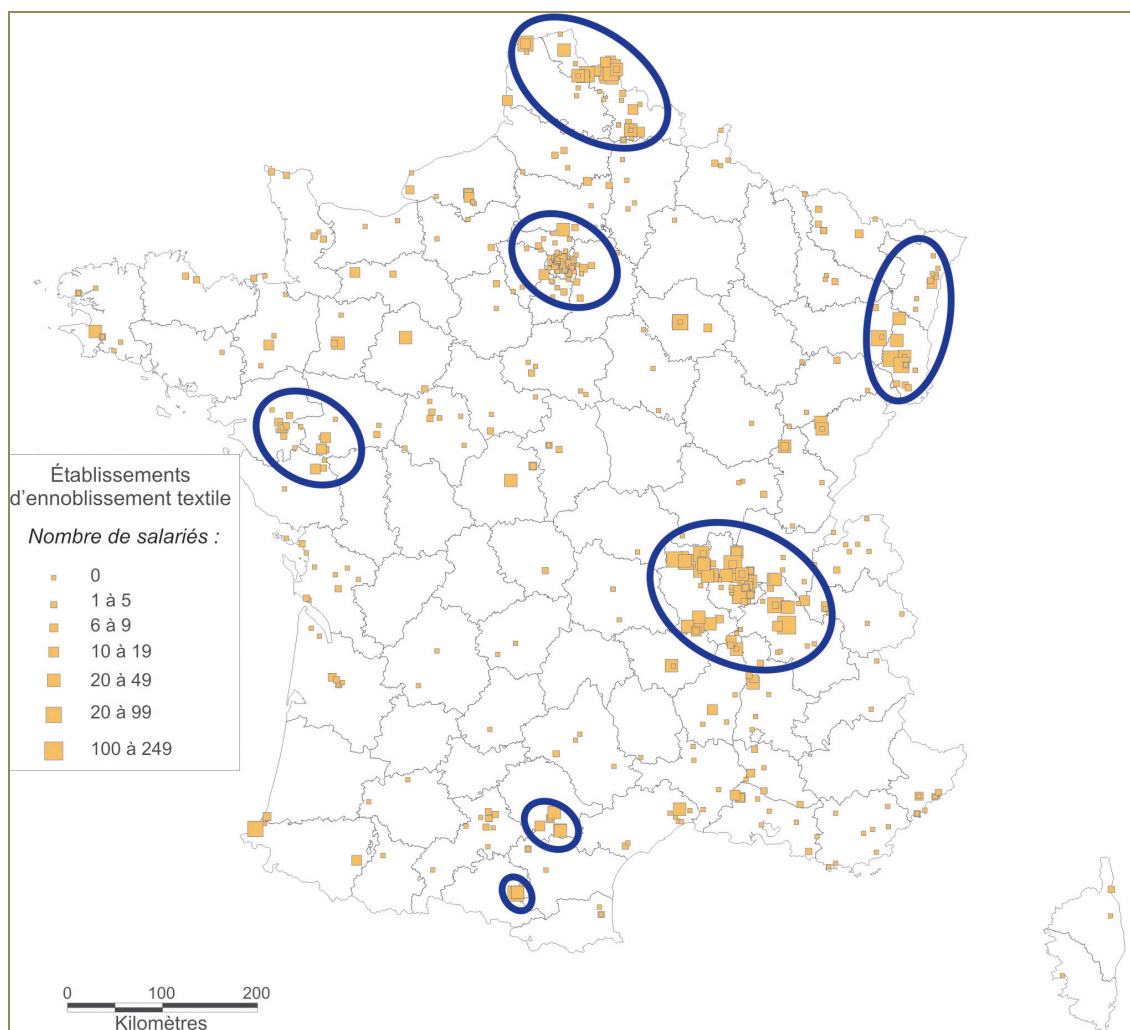 Établissements
d’ennoblissement textile
Nombre de salariés :
0
1 à 5
6 à 9
10 à 19
20 à 49
20 à 99
100 à 249
0 100 200
Kilomètres